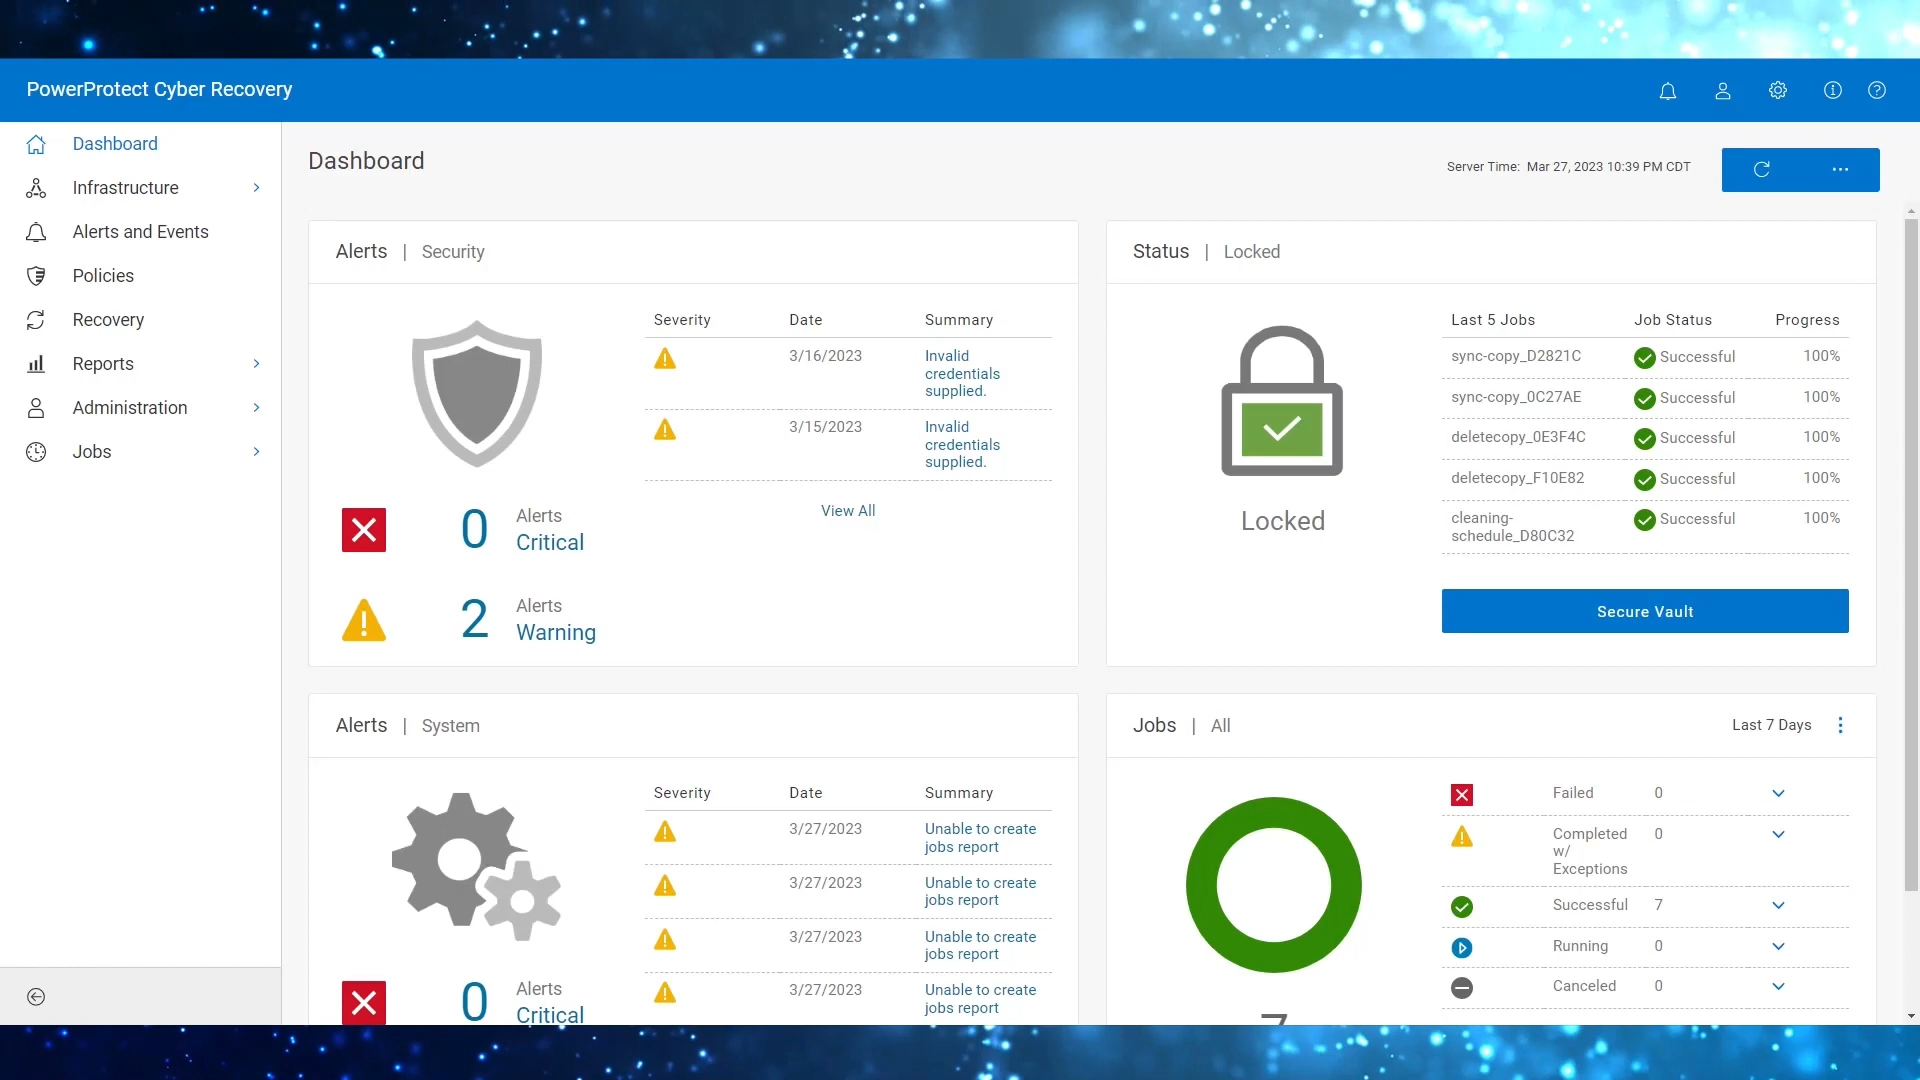 PowerProtect Cyber Recovery
Dashboard
Infrastructure
Alerts and Events
Policies
Recovery
Reports
Administration
Jobs
Dashboard
Server Time: Mar 27, 2023 10:39 PM CDT
Alerts | Security
Severity Date Summary
3/16/2023 Invalid
credentials
supplied.
3/15/2023 Invalid
credentials
supplied.
View All
0 Alerts
Critical
2 Alerts
Warning
Status | Locked
Locked
Last 5 Jobs Job Status Progress
sync-copy_D2821C Successful 100%
sync-copy_0C27AE Successful 100%
deletecopy_0E3F4C Successful 100%
deletecopy_F10E82 Successful 100%
cleaning-
schedule_D80C32 Successful 100%
Secure Vault
Alerts | System
Severity Date Summary
3/27/2023 Unable to create
jobs report
3/27/2023 Unable to create
jobs report
3/27/2023 Unable to create
jobs report
3/27/2023 Unable to create
jobs report
0 Alerts
Critical
Jobs | All
Last 7 Days
Failed 0
Completed
w/
Exceptions 0
Successful 7
Running 0
Canceled 0